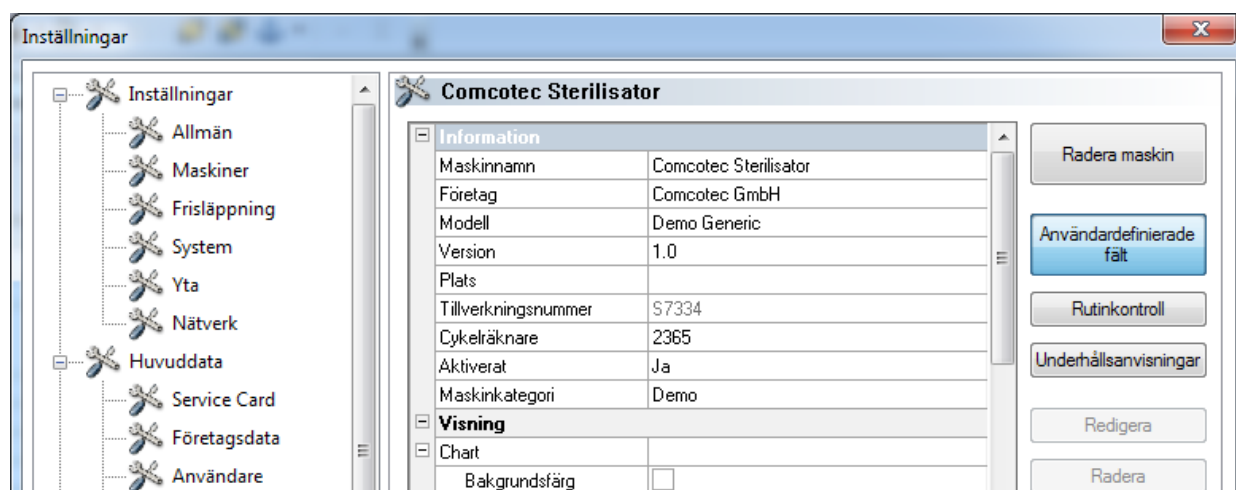 Inställningar
Inställningar
Allmän
Maskiner
Frisläppning
System
Yta
Nätverk
Huvuddata
Service Card
Företagsdata
Användare
Comcotec Sterilisator
Information
Maskinnamn Comcotec Sterilisator
Företag Comcotec GmbH
Modell Demo Generic
Version 1.0
Plats
Tillverkningsnummer S7334
Cykelräknare 2365
Aktiverat Ja
Maskinkategori Demo
Visning
Chart
Bakgrundsfärg
Radera maskin
Användardefinierade
fält
Rutinkontroll
Underhållsanvisningar
Redigera
Radera